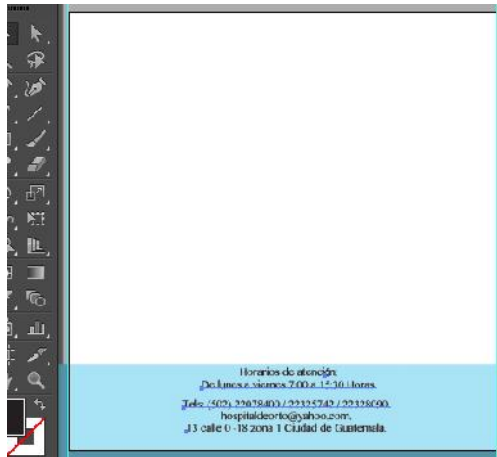 Horarios de atención:
De lunes a viernes 7:00 a 15:30 Horas.
Tels: (502) 22078400 / 22325742 / 22328090.
hospitaldeorto@yahoo.com.
13 calle 0 -18 zona 1 Ciudad de Guatemala.